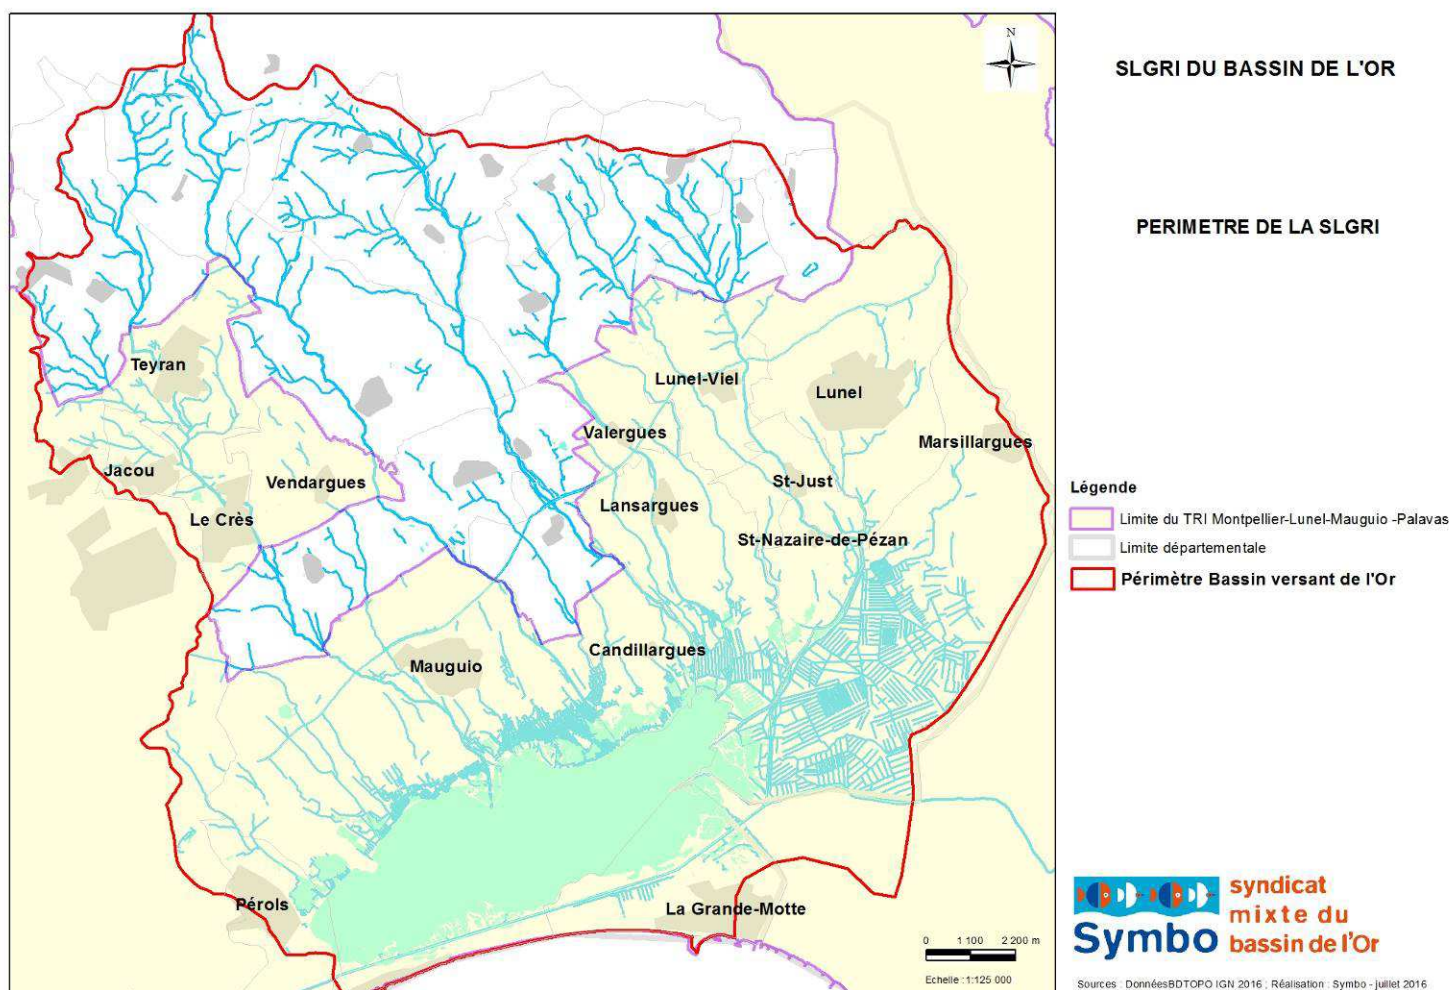 N
SLGRI DU BASSIN DE L'OR
PERIMETRE DE LA SLGRI
Teyran
Lunel-Viel
Lunel
Valergues
Marsillargues
Jacou
Vendargues
St-Just
Lansargues
Le Crès
St-Nazaire-de-Pézan
Candillargues
Mauguio
Pérols
La Grande-Motte
Légende
Limite du TRI Montpellier-Lunel-Mauguio -Palavas
Limite départementale
Périmètre Bassin versant de l'Or
0 1 100 2 200 m
Echelle : 1:125 000
Symbo
syndicat
mixte du
bassin de l'Or
Sources : DonnéesBDTOPO IGN 2016 ; Réalisation : Symbo - juillet 2016